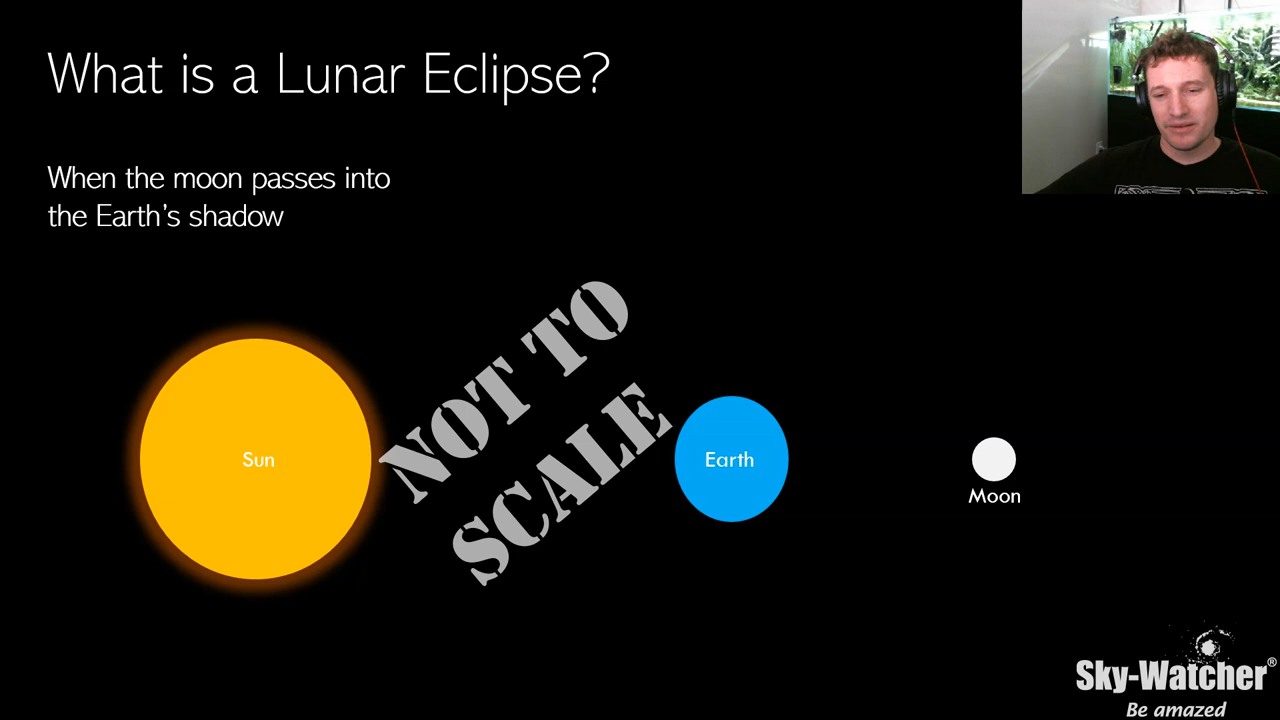 What is a Lunar Eclipse?
When the moon passes into
the Earth's shadow
NOT TO
SCALE
Sun
Earth
Moon
Sky-Watcher®
Be amazed